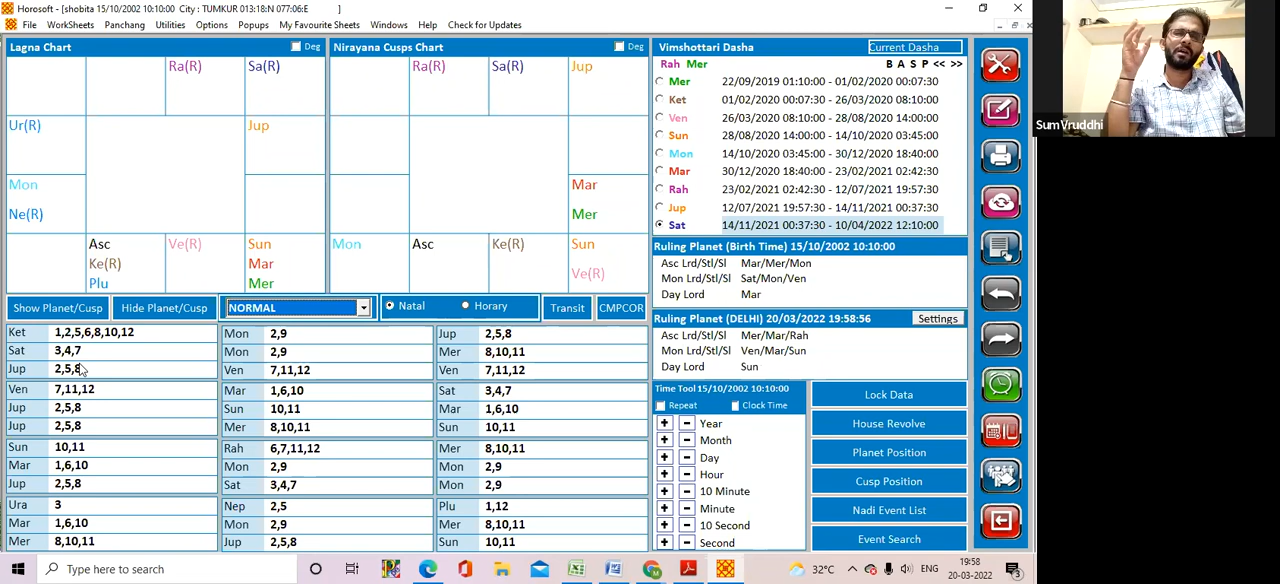 Horosoft - [shobita 15/10/2002 10:10:00 City : TUMKUR 013:18:N 077:06:E ]
File WorkSheets Panchang Utilities Options Popups My Favourite Sheets Windows Help Check for Updates
Lagna Chart Deg
Ra(R) Sa(R)
Ur(R) Jup
Mon
Ne(R)
Asc Ve(R) Sun
Ke(R) Mar
Plu Mer
Nirayana Cusps Chart Deg
Ra(R) Sa(R) Jup
Mar
Mer
Mon Asc Ke(R) Sun
Ve(R)
Vimshottari Dasha Current Dasha
Rah Mer B A S P << >>
Mer 22/09/2019 01:10:00 - 01/02/2020 00:07:30
Ket 01/02/2020 00:07:30 - 26/03/2020 08:10:00
Ven 26/03/2020 08:10:00 - 28/08/2020 14:00:00
Sun 28/08/2020 14:00:00 - 14/10/2020 03:45:00
Mon 14/10/2020 03:45:00 - 30/12/2020 18:40:00
Mar 30/12/2020 18:40:00 - 23/02/2021 02:42:30
Rah 23/02/2021 02:42:30 - 12/07/2021 19:57:30
Jup 12/07/2021 19:57:30 - 14/11/2021 00:37:30
Sat 14/11/2021 00:37:30 - 10/04/2022 12:10:00
Ruling Planet (Birth Time) 15/10/2002 10:10:00
Asc Lrd/Stl/Sl Mar/Mer/Mon
Mon Lrd/Stl/Sl Sat/Mon/Ven
Day Lord Mar
Ruling Planet (DELHI) 20/03/2022 19:58:56 Settings
Asc Lrd/Stl/Sl Mer/Mar/Rah
Mon Lrd/Stl/Sl Ven/Mar/Sun
Day Lord Sun
SumVruddhi
Show Planet/Cusp Hide Planet/Cusp NORMAL Natal Horary Transit CMPCOR
Ket 1,2,5,6,8,10,12 Mon 2,9 Jup 2,5,8
Sat 3,4,7 Mon 2,9 Mer 8,10,11
Jup 2,5,8 Ven 7,11,12 Ven 7,11,12
Ven 7,11,12 Mar 1,6,10 Sat 3,4,7
Jup 2,5,8 Sun 10,11 Mar 1,6,10
Jup 2,5,8 Mer 8,10,11 Sun 10,11
Sun 10,11 Rah 6,7,11,12 Mer 8,10,11
Mar 1,6,10 Mon 2,9 Mon 2,9
Jup 2,5,8 Sat 3,4,7 Mon 2,9
Ura 3 Nep 2,5 Plu 1,12
Mar 1,6,10 Mon 2,9 Mer 8,10,11
Mer 8,10,11 Jup 2,5,8 Sun 10,11
Time Tool 15/10/2002 10:10:00
Repeat Clock Time
+ - Year
+ - Month
+ - Day
+ - Hour
+ - 10 Minute
+ - Minute
+ - 10 Second
+ - Second
Lock Data
House Revolve
Planet Position
Cusp Position
Nadi Event List
Event Search
Type here to search 32°C ENG 19:58
20-03-2022 3